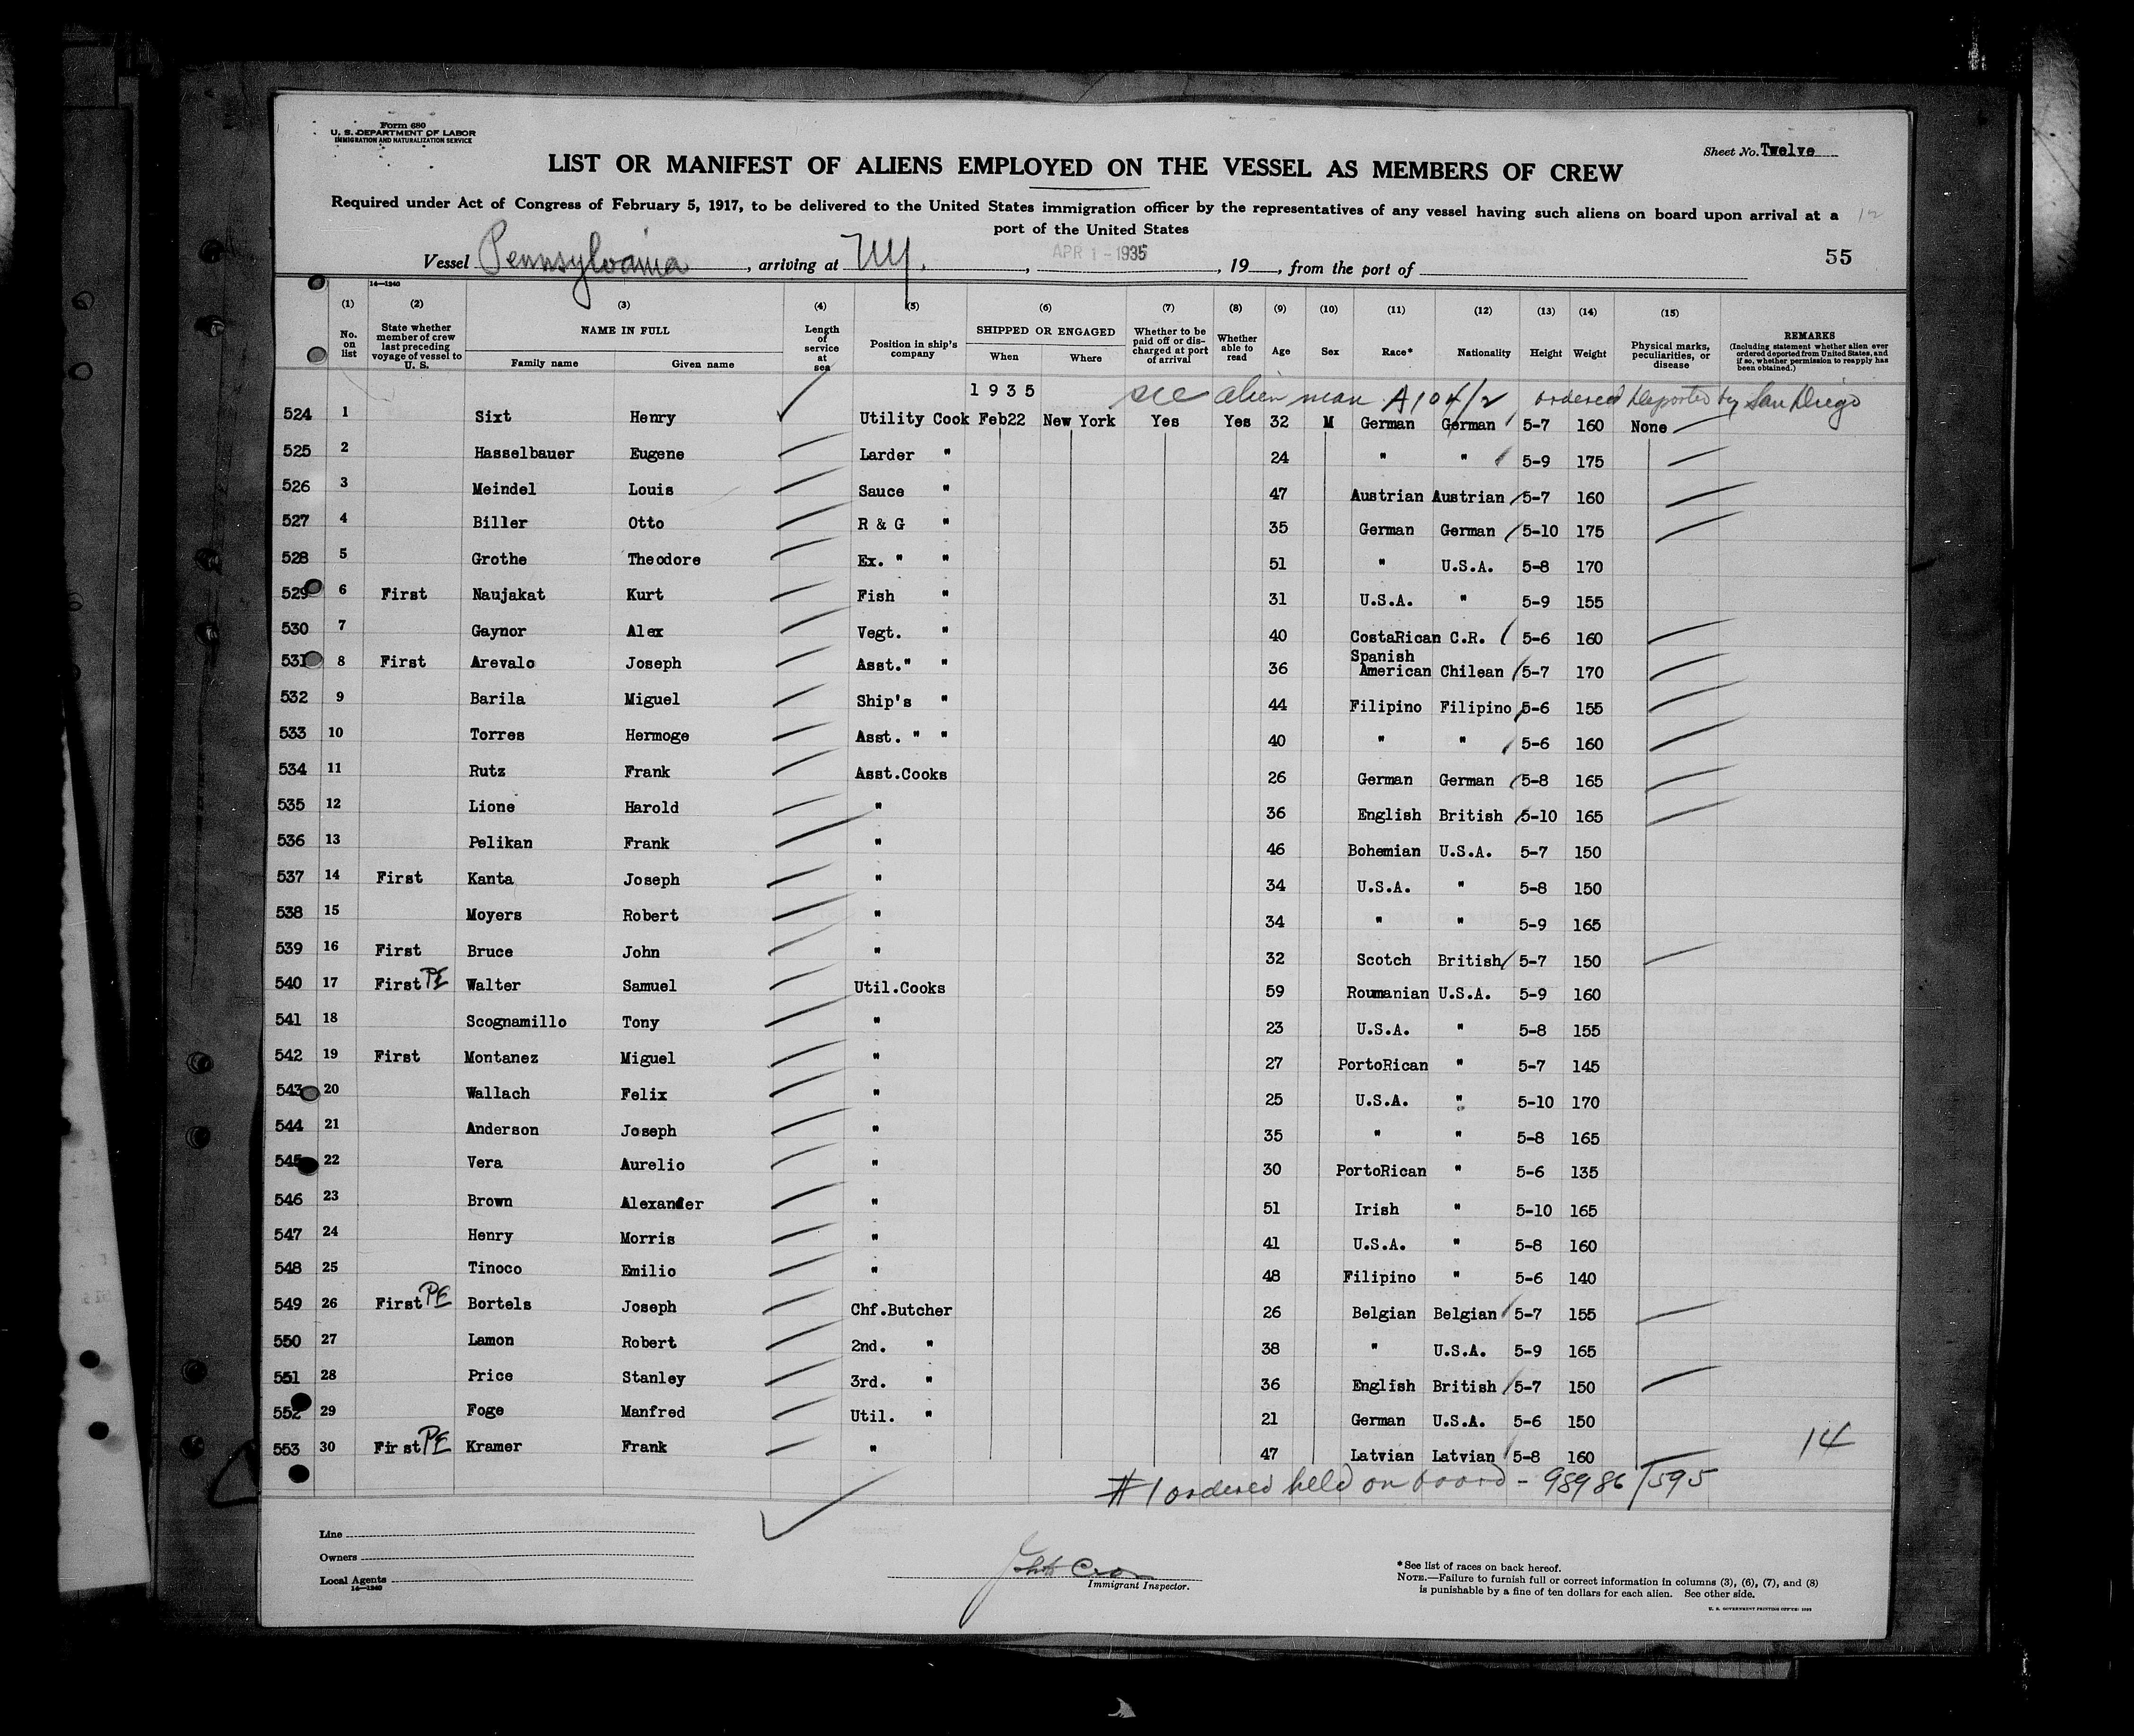 Form 680
U. S. DEPARTMENT OF LABOR
IMMIGRATION AND NATURALIZATION SERVICE
Sheet No. Twelve
LIST OR MANIFEST OF ALIENS EMPLOYED ON THE VESSEL AS MEMBERS OF CREW
Required under Act of Congress of February 5, 1917, to be delivered to the United States immigration officer by the representatives of any vessel having such aliens on board upon arrival at a 12
port of the United States
Vessel Pennsylvania, arriving at NY., APR 1 - 1935, 19, from the port of
55
14—1240
(1) (2) (3) (4) (5) (6) (7) (8) (9) (10) (11) (12) (13) (14) (15)
No. on list State whether member of crew last preceding voyage of vessel to U. S. NAME IN FULL Family name Given name Length of service at sea Position in ship's company SHIPPED OR ENGAGED When Where Whether to be paid off or discharged at port of arrival Whether able to read Age Sex Race* Nationality Height Weight Physical marks, peculiarities, or disease REMARKS (Including statement whether alien ever ordered deported from United States, and if so, whether permission to reapply has been obtained.)
1935 see alien man A104/2 ordered Deported by San Diego
524 1 Sixt Henry Utility Cook Feb22 New York Yes Yes 32 M German German 5-7 160 None
525 2 Hasselbauer Eugene Larder " 24 " " 5-9 175
526 3 Meindel Louis Sauce " 47 Austrian Austrian 5-7 160
527 4 Biller Otto R & G " 35 German German 5-10 175
528 5 Grothe Theodore Ex. " " 51 " U.S.A. 5-8 170
529 6 First Naujakat Kurt Fish " 31 U.S.A. " 5-9 155
530 7 Gaynor Alex Vegt. " 40 CostaRican C.R. 5-6 160
531 8 First Arevalo Joseph Asst." " 36 Spanish American Chilean 5-7 170
532 9 Barila Miguel Ship's " 44 Filipino Filipino 5-6 155
533 10 Torres Hermoge Asst. " " 40 " " 5-6 160
534 11 Rutz Frank Asst.Cooks 26 German German 5-8 165
535 12 Lione Harold " 36 English British 5-10 165
536 13 Pelikan Frank " 46 Bohemian U.S.A. 5-7 150
537 14 First Kanta Joseph " 34 U.S.A. " 5-8 150
538 15 Moyers Robert " 34 " " 5-9 165
539 16 First Bruce John " 32 Scotch British 5-7 150
540 17 First PE Walter Samuel Util.Cooks 59 Roumanian U.S.A. 5-9 160
541 18 Scognamillo Tony " 23 U.S.A. " 5-8 155
542 19 First Montanez Miguel " 27 PortoRican " 5-7 145
543 20 Wallach Felix " 25 U.S.A. " 5-10 170
544 21 Anderson Joseph " 35 " " 5-8 165
545 22 Vera Aurelio " 30 PortoRican " 5-6 135
546 23 Brown Alexander " 51 Irish " 5-10 165
547 24 Henry Morris " 41 U.S.A. " 5-8 160
548 25 Tinoco Emilio " 48 Filipino " 5-6 140
549 26 First PE Bortels Joseph Chf.Butcher 26 Belgian Belgian 5-7 155
550 27 Lamon Robert 2nd. " 38 " U.S.A. 5-9 165
551 28 Price Stanley 3rd. " 36 English British 5-7 150
552 29 Foge Manfred Util. " 21 German U.S.A. 5-6 150
553 30 First PE Kramer Frank " 47 Latvian Latvian 5-8 160
14
#1 ordered held on board - 98986/595
Line
Owners
Local Agents
14—1240
Immigrant Inspector.
*See list of races on back hereof.
NOTE.—Failure to furnish full or correct information in columns (3), (6), (7), and (8)
is punishable by a fine of ten dollars for each alien. See other side.
U. S. GOVERNMENT PRINTING OFFICE: